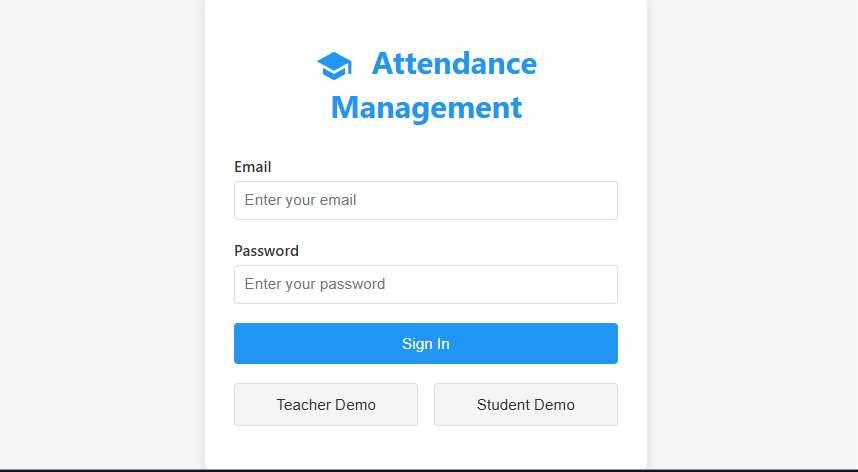 Attendance
Management
Email
Enter your email
Password
Enter your password
Sign In
Teacher Demo
Student Demo